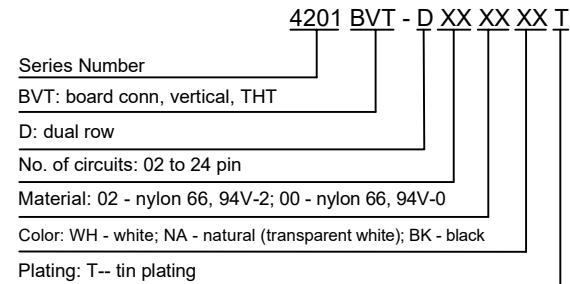 4201 BVT - D XX XX XX T
Series Number
BVT: board conn, vertical, THT
D: dual row
No. of circuits: 02 to 24 pin
Material: 02 - nylon 66, 94V-2; 00 - nylon 66, 94V-0
Color: WH - white; NA - natural (transparent white); BK - black
Plating: T-- tin plating